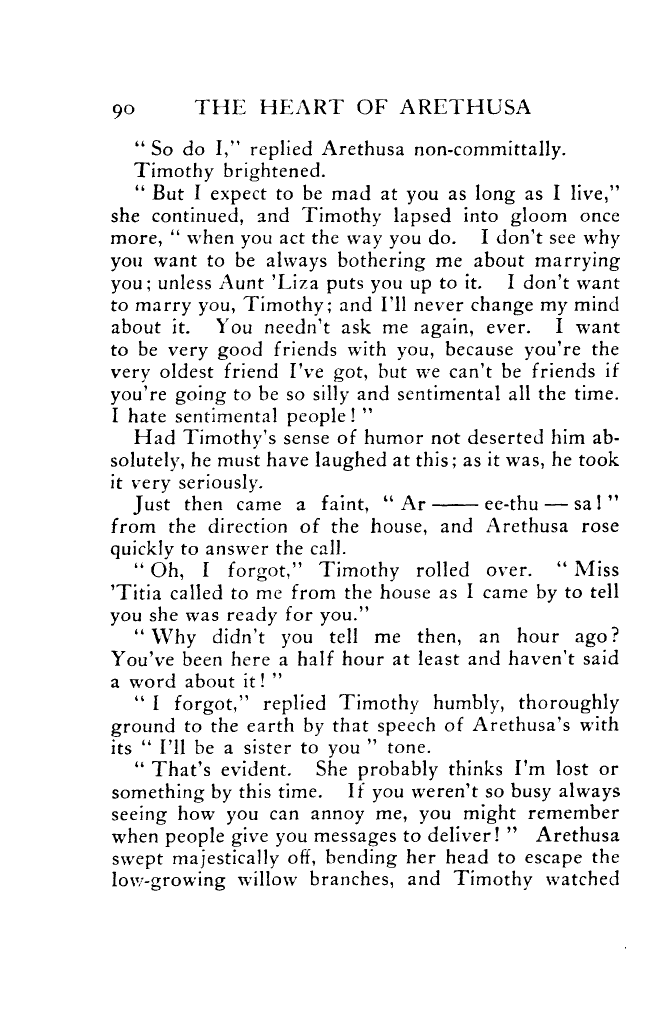 90 THE HEART OF ARETHUSA
“ So do I,” replied Arethusa non-committally.
Timothy brightened.
“ But I expect to be mad at you as long as I live,”
she continued, and Timothy lapsed into gloom once
more, “ when you act the way you do. I don't see why
you want to be always bothering me about marrying
you; unless Aunt 'Liza puts you up to it. I don't want
to marry you, Timothy; and I'll never change my mind
about it. You needn't ask me again, ever. I want
to be very good friends with you, because you're the
very oldest friend I've got, but we can't be friends if
you're going to be so silly and sentimental all the time.
I hate sentimental people! ”
Had Timothy's sense of humor not deserted him ab-
solutely, he must have laughed at this; as it was, he took
it very seriously.
Just then came a faint, “ Ar —— ee-thu — sa! ”
from the direction of the house, and Arethusa rose
quickly to answer the call.
“ Oh, I forgot,” Timothy rolled over. “ Miss
'Titia called to me from the house as I came by to tell
you she was ready for you.”
“ Why didn't you tell me then, an hour ago?
You've been here a half hour at least and haven't said
a word about it! ”
“ I forgot,” replied Timothy humbly, thoroughly
ground to the earth by that speech of Arethusa's with
its “ I'll be a sister to you ” tone.
“ That's evident. She probably thinks I'm lost or
something by this time. If you weren't so busy always
seeing how you can annoy me, you might remember
when people give you messages to deliver! ” Arethusa
swept majestically off, bending her head to escape the
low-growing willow branches, and Timothy watched